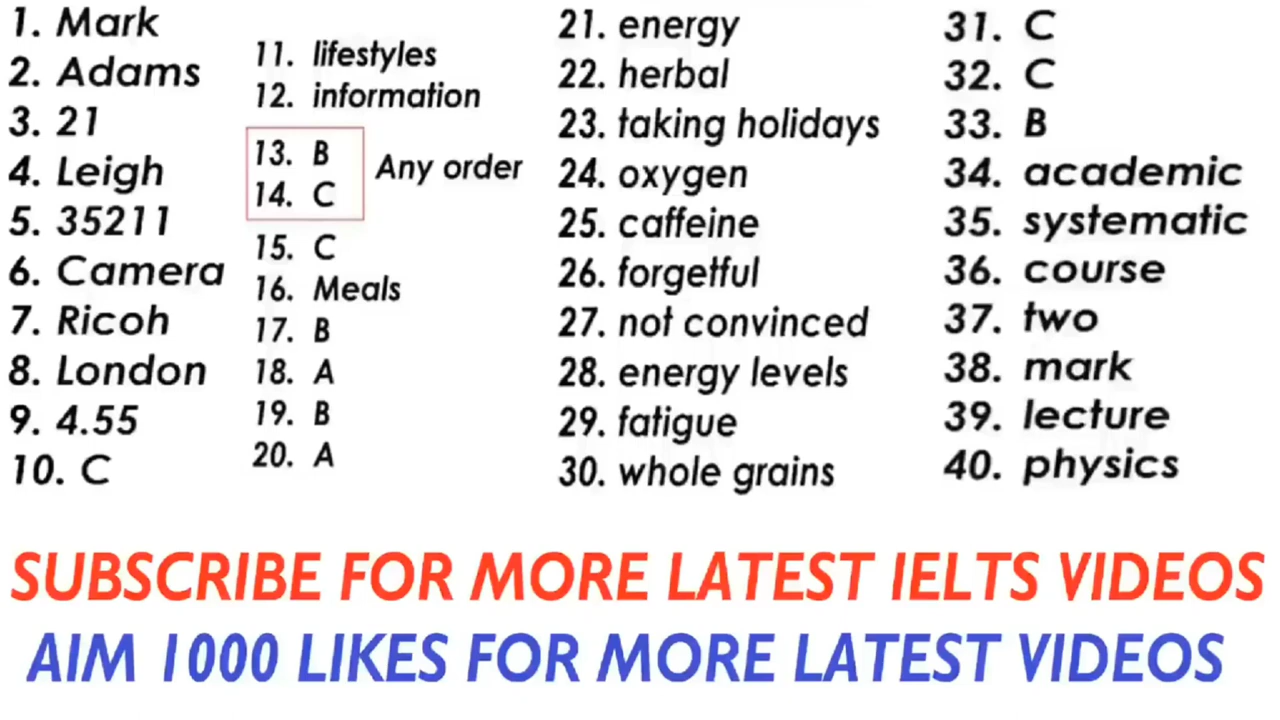 1. Mark
2. Adams
3. 21
4. Leigh
5. 35211
6. Camera
7. Ricoh
8. London
9. 4.55
10. C
11. lifestyles
12. information
13. B
14. C
Any order
15. C
16. Meals
17. B
18. A
19. B
20. A
21. energy
22. herbal
23. taking holidays
24. oxygen
25. caffeine
26. forgetful
27. not convinced
28. energy levels
29. fatigue
30. whole grains
31. C
32. C
33. B
34. academic
35. systematic
36. course
37. two
38. mark
39. lecture
40. physics
SUBSCRIBE FOR MORE LATEST IELTS VIDEOS
AIM 1000 LIKES FOR MORE LATEST VIDEOS